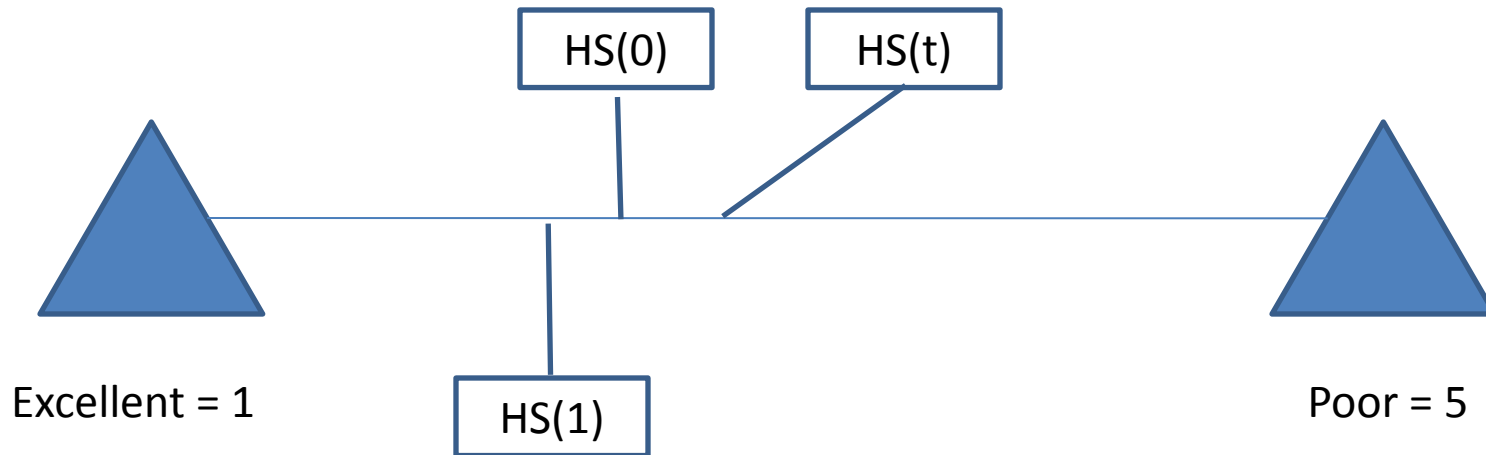 HS(0)
HS(t)
Excellent = 1
Poor = 5
HS(1)